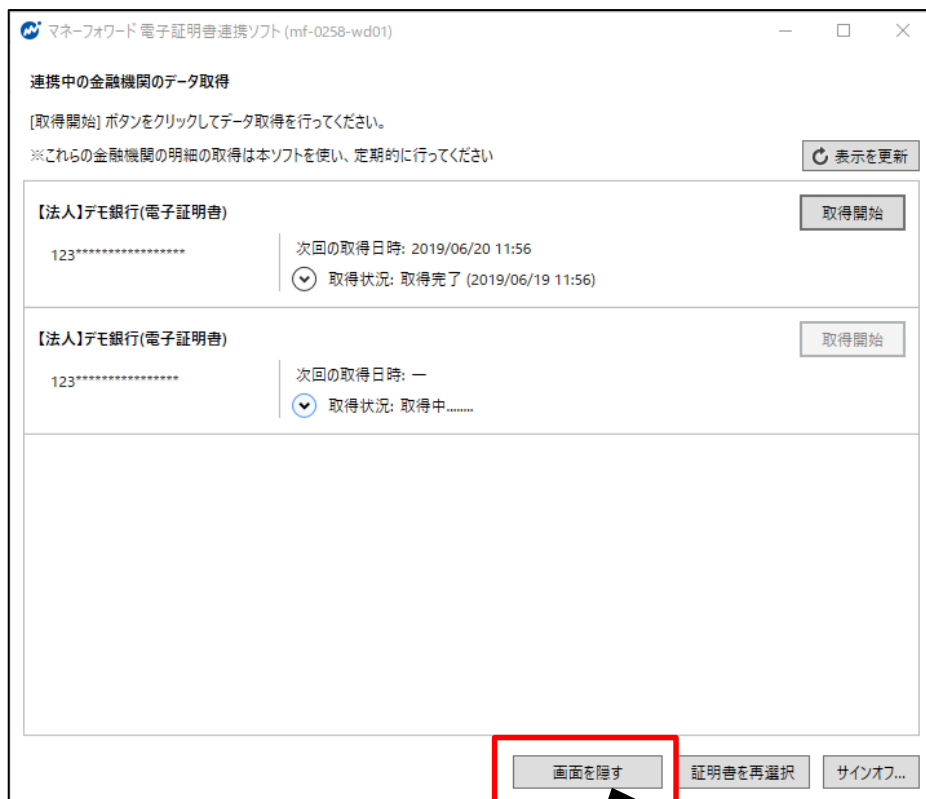 マネーフォワード 電子証明書連携ソフト (mf-0258-wd01)
連携中の金融機関のデータ取得
[取得開始] ボタンをクリックしてデータ取得を行ってください。
※これらの金融機関の明細の取得は本ソフトを使い、定期的に行ってください
表示を更新
【法人】デモ銀行(電子証明書)
取得開始
123*****************
次回の取得日時: 2019/06/20 11:56
取得状況: 取得完了 (2019/06/19 11:56)
【法人】デモ銀行(電子証明書)
取得開始
123****************
次回の取得日時: ー
取得状況: 取得中........
画面を隠す
証明書を再選択
サインオフ...